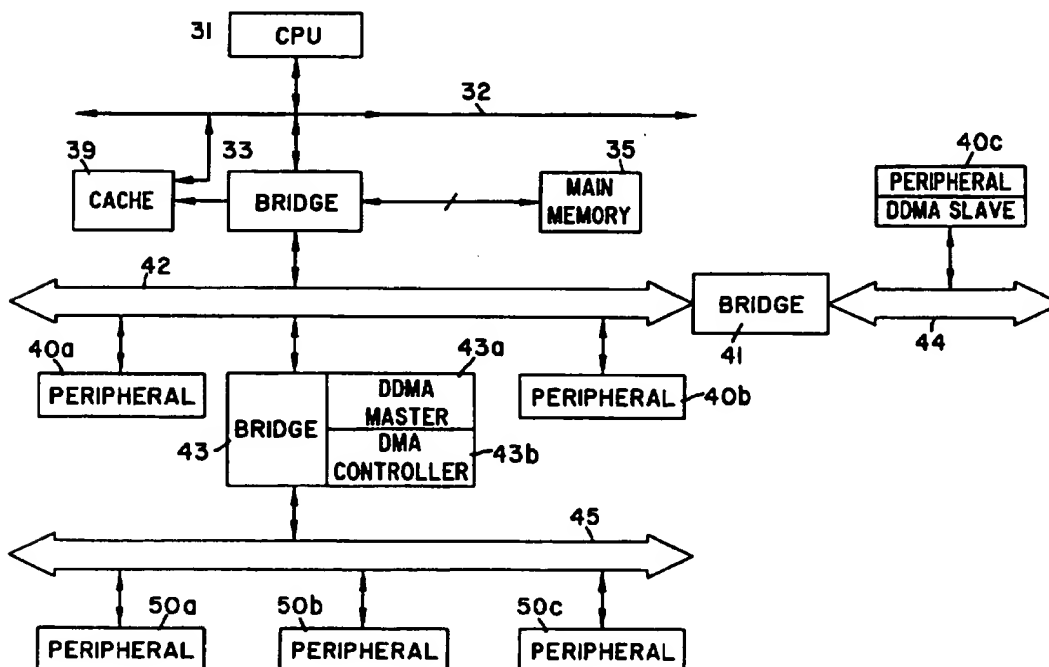 31
CPU
32
39
33
35
40c
CACHE
BRIDGE
MAIN
MEMORY
PERIPHERAL
DDMA SLAVE
42
BRIDGE
41
44
40a
43a
PERIPHERAL
BRIDGE
DDMA
MASTER
PERIPHERAL
40b
43
DMA
CONTROLLER
43b
45
50a
50b
50c
PERIPHERAL
PERIPHERAL
PERIPHERAL